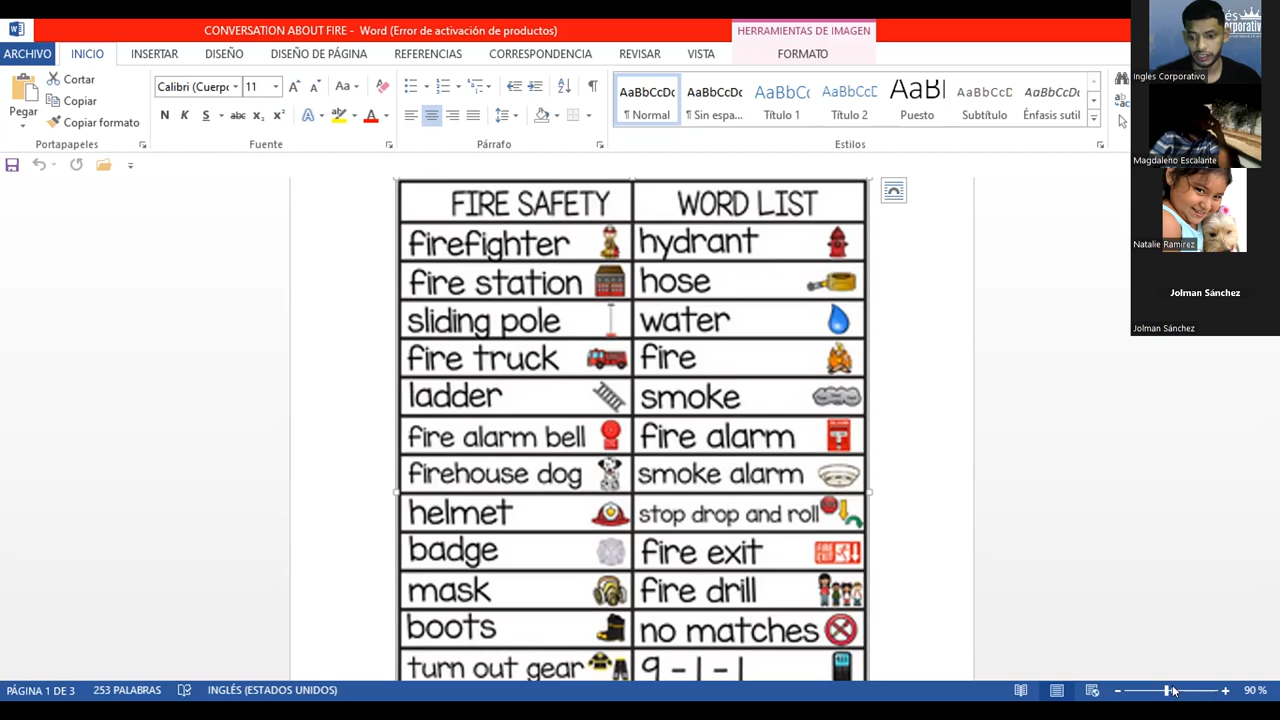 CONVERSATION ABOUT FIRE - Word (Error de activación de productos)
HERRAMIENTAS DE IMAGEN
ARCHIVO INICIO INSERTAR DISEÑO DISEÑO DE PÁGINA REFERENCIAS CORRESPONDENCIA REVISAR VISTA FORMATO
Pegar
Cortar
Copiar
Copiar formato
Portapapeles
Calibri (Cuerpo 11
N K S abc x₂ x²
Fuente
Párrafo
AaBbCcDc AaBbCcDc AaBbCc AaBbCcD AaBl AaBbCcD AaBbCcDc
¶ Normal ¶ Sin espa... Título 1 Título 2 Puesto Subtítulo Énfasis sutil
Estilos
FIRE SAFETY WORD LIST
firefighter hydrant
fire station hose
sliding pole water
fire truck fire
ladder smoke
fire alarm bell fire alarm
firehouse dog smoke alarm
helmet stop drop and roll
badge fire exit
mask fire drill
boots no matches
turn out gear 9-1-1
Ingles Corporativo
Magdaleno Escalante
Natalie Ramirez
Jolman Sánchez
Jolman Sánchez
PÁGINA 1 DE 3 253 PALABRAS INGLÉS (ESTADOS UNIDOS) 90 %